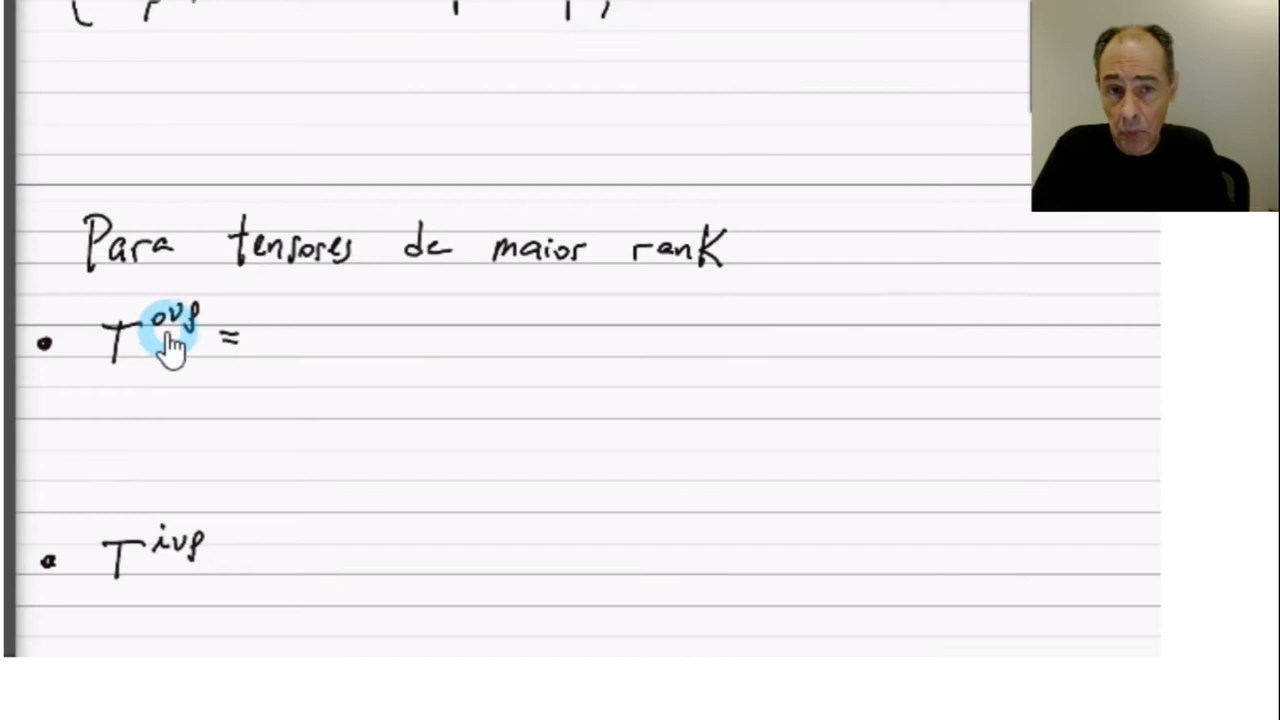 Para tensores de maior rank
• T^{0νρ} =
• T^{iνρ}